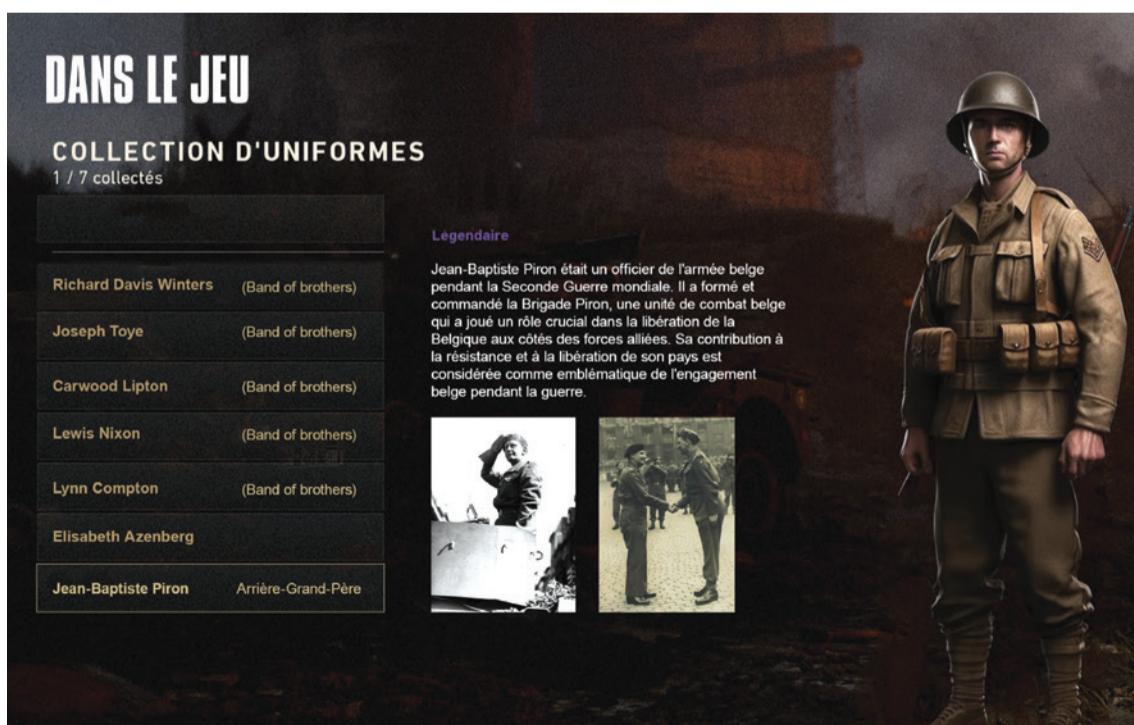 DANS LE JEU
COLLECTION D'UNIFORMES
1 / 7 collectés
Richard Davis Winters (Band of brothers)
Joseph Toye (Band of brothers)
Carwood Lipton (Band of brothers)
Lewis Nixon (Band of brothers)
Lynn Compton (Band of brothers)
Elisabeth Azenberg
Jean-Baptiste Piron Arrière-Grand-Père
Légendaire
Jean-Baptiste Piron était un officier de l'armée belge
pendant la Seconde Guerre mondiale. Il a formé et
commandé la Brigade Piron, une unité de combat belge
qui a joué un rôle crucial dans la libération de la
Belgique aux côtés des forces alliées. Sa contribution à
la résistance et à la libération de son pays est
considérée comme emblématique de l'engagement
belge pendant la guerre.